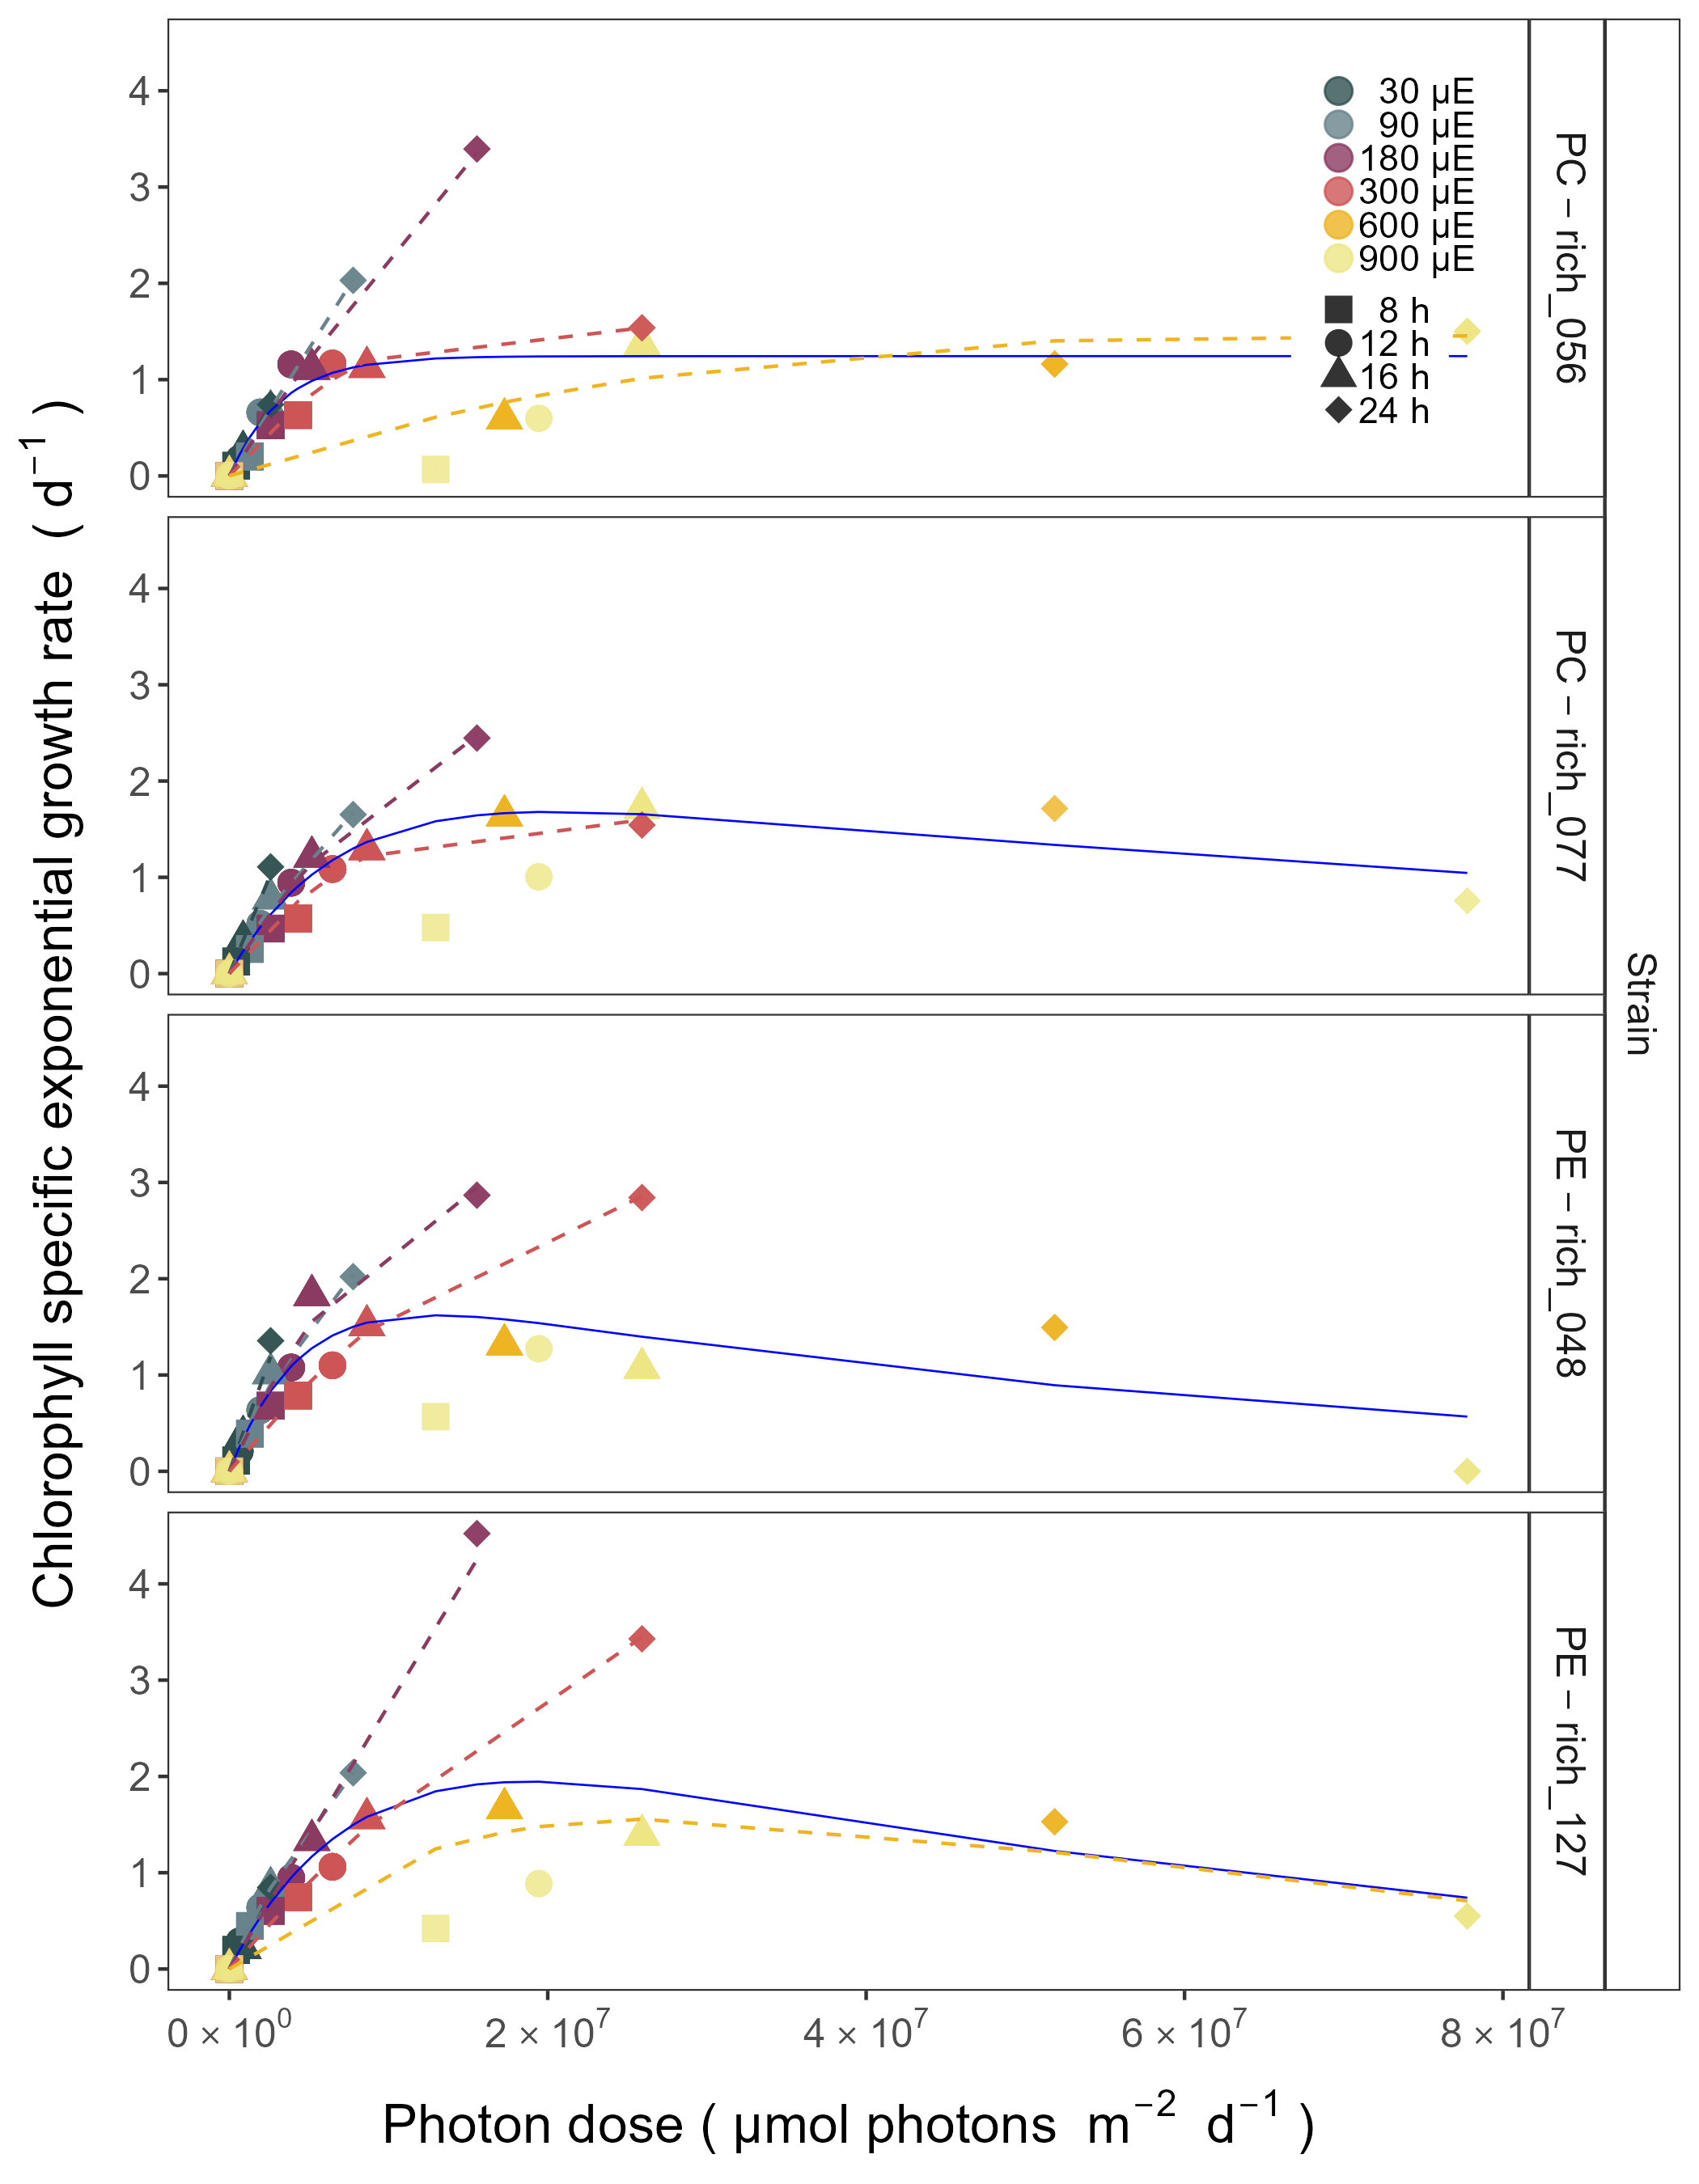 Chlorophyll specific exponential growth rate ( d⁻¹ )
4
3
2
1
0
30 µE
90 µE
180 µE
300 µE
600 µE
900 µE
8 h
12 h
16 h
24 h
PC − rich_056
4
3
2
1
0
PC − rich_077
Strain
4
3
2
1
0
PE − rich_048
4
3
2
1
0
PE − rich_127
0 × 10⁰ 2 × 10⁷ 4 × 10⁷ 6 × 10⁷ 8 × 10⁷
Photon dose ( µmol photons m⁻² d⁻¹ )